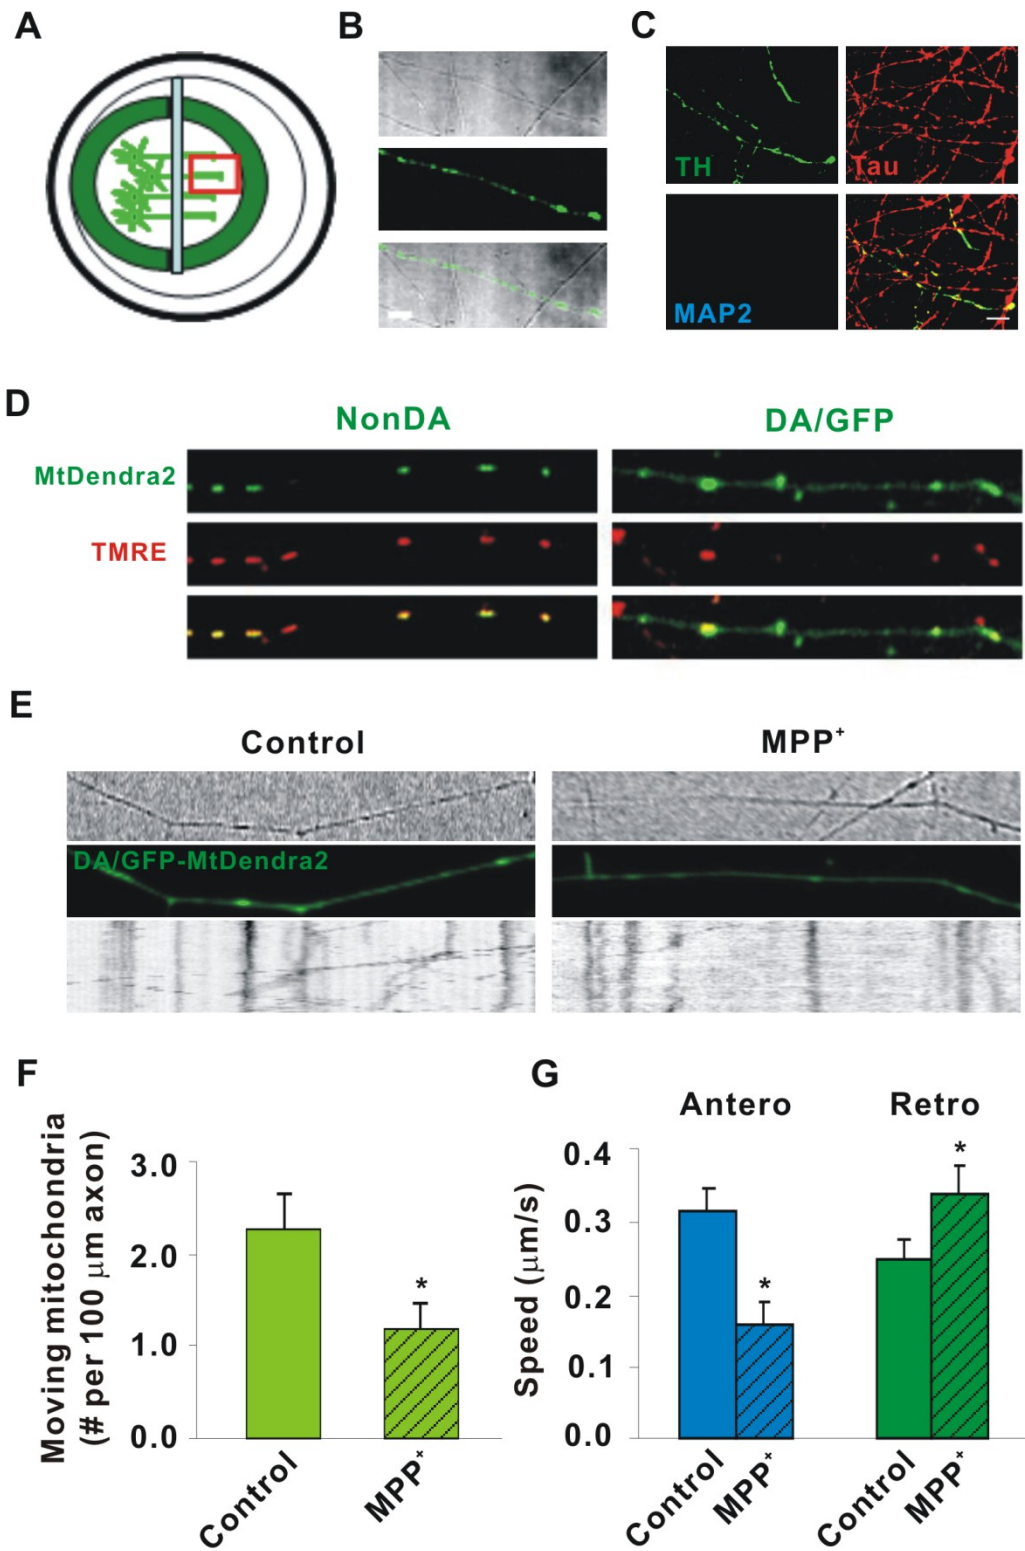 A
B
C
TH
Tau
MAP2
D
NonDA
DA/GFP
MtDendra2
TMRE
E
Control
MPP⁺
DA/GFP-MtDendra2
F
Moving mitochondria
(# per 100 μm axon)
3.0
2.0
1.0
0.0
*
Control
MPP⁺
G
Antero
Retro
Speed (μm/s)
0.4
0.3
0.2
0.1
0.0
*
*
Control
MPP⁺
Control
MPP⁺